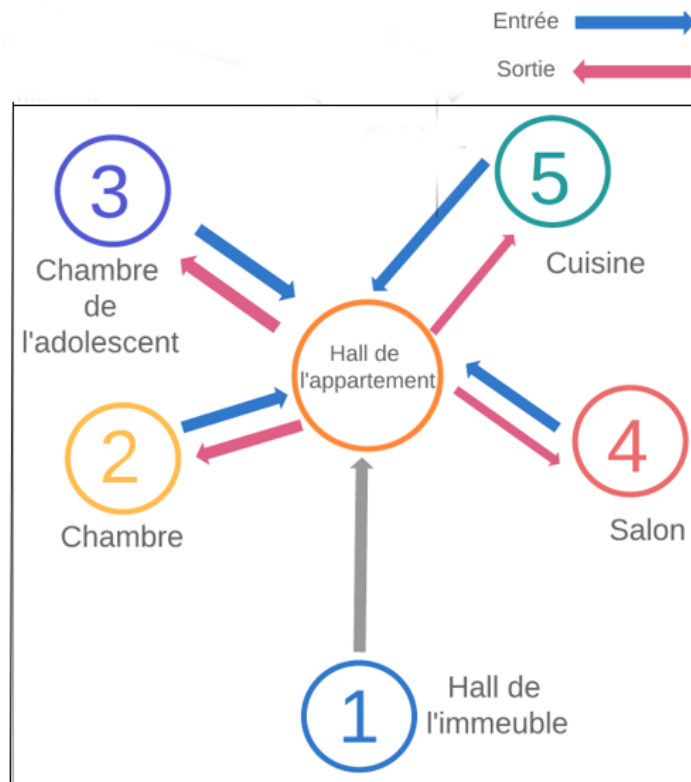 Entrée
Sortie
3
Chambre
de
l'adolescent
5
Cuisine
Hall de
l'appartement
2
Chambre
4
Salon
1
Hall de
l'immeuble